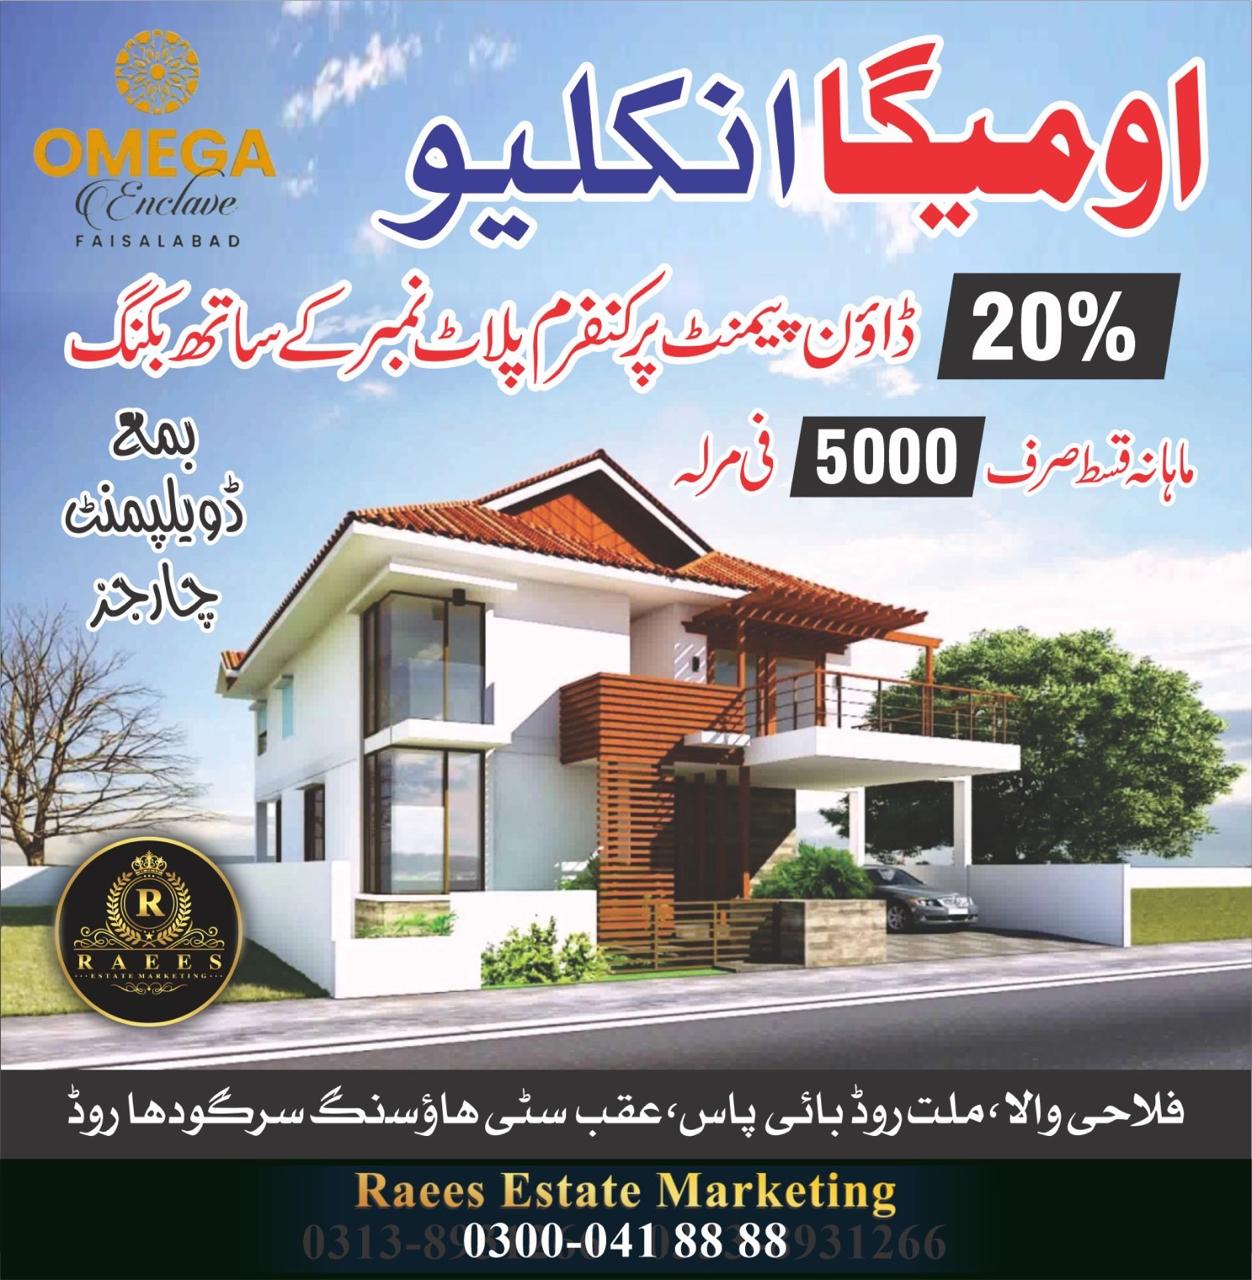 OMEGA
Enclave
FAISALABAD
اومیگا انکلیو
20% ڈاؤن پیمنٹ پر کنفرم پلاٹ نمبر کے ساتھ بکنگ
ماہانہ قسط صرف 5000 فی مرلہ
بمع
ڈویلپمنٹ
چارجز
R
RAEES
ESTATE MARKETING
فلاحی والا، ملت روڈ بائی پاس، عقب سٹی ہاؤسنگ سرگودھا روڈ
Raees Estate Marketing
0300-041 88 88